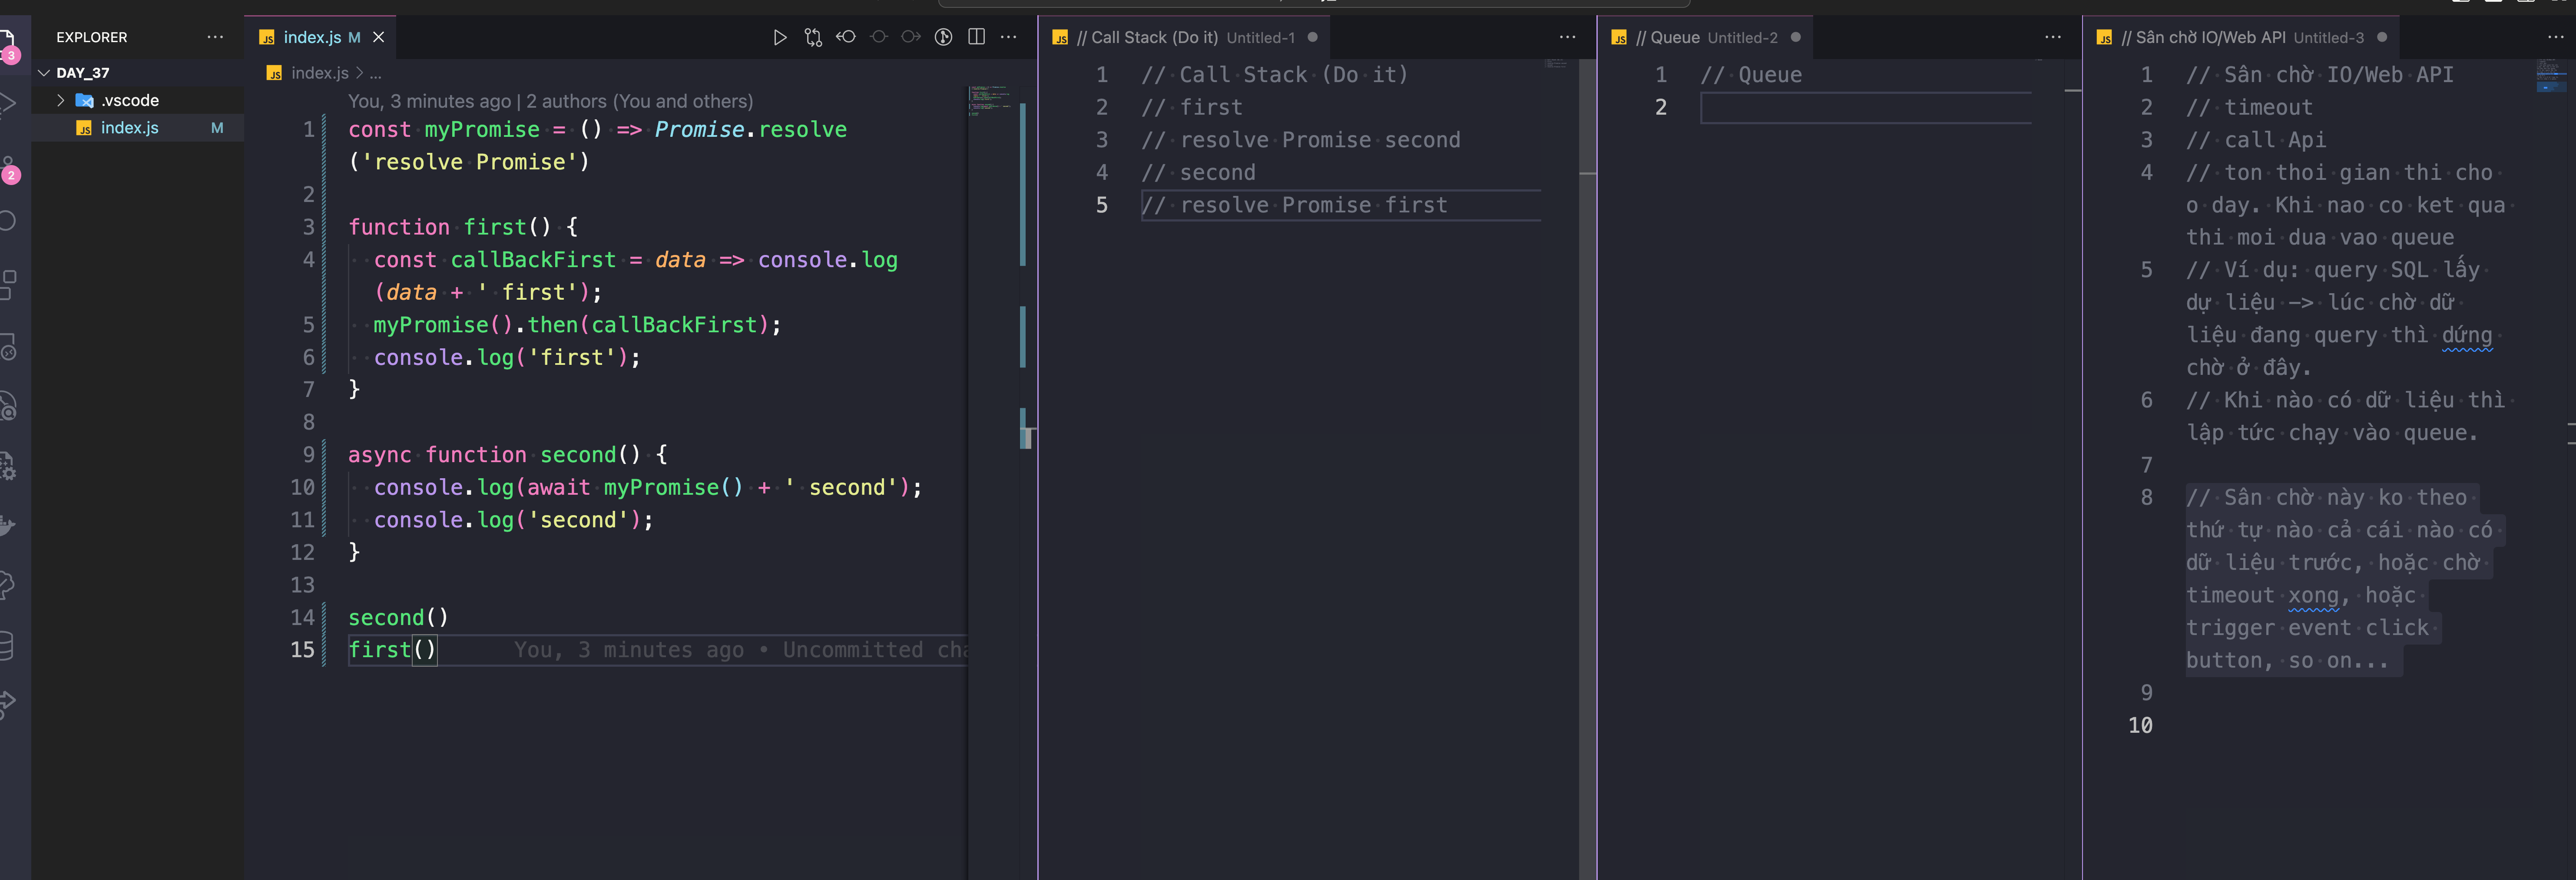 EXPLORER
DAY_37
.vscode
index.js M
3
2
index.js M
index.js > ...
You, 3 minutes ago | 2 authors (You and others)
1 const myPromise = () => Promise.resolve
('resolve Promise')
2
3 function first() {
4 const callBackFirst = data => console.log
(data + ' first');
5 myPromise().then(callBackFirst);
6 console.log('first');
7 }
8
9 async function second() {
10 console.log(await myPromise() + ' second');
11 console.log('second');
12 }
13
14 second()
15 first() You, 3 minutes ago • Uncommitted cha
// Call Stack (Do it) Untitled-1
1 // Call Stack (Do it)
2 // first
3 // resolve Promise second
4 // second
5 // resolve Promise first
// Queue Untitled-2
1 // Queue
2
// Sân chờ IO/Web API Untitled-3
1 // Sân chờ IO/Web API
2 // timeout
3 // call Api
4 // ton thoi gian thi cho
o day. Khi nao co ket qua
thi moi dua vao queue
5 // Ví dụ: query SQL lấy
dự liệu -> lúc chờ dữ
liệu đang query thì dứng
chờ ở đây.
6 // Khi nào có dữ liệu thì
lập tức chạy vào queue.
7
8 // Sân chờ này ko theo
thứ tự nào cả cái nào có
dữ liệu trước, hoặc chờ
timeout xong, hoặc
trigger event click
button, so on...
9
10